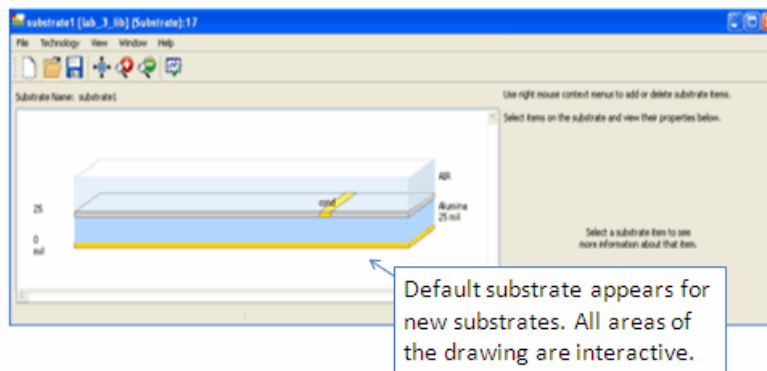 substrate1 [lab_3_lib] (Substrate):17
File Technology View Window Help
Substrate Name: substrate1
Use right mouse context menus to add or delete substrate items.
Select items on the substrate and view their properties below.
AIR
cond
25
Alumina
25 mil
0
mil
Select a substrate item to see
more information about that item.
Default substrate appears for
new substrates. All areas of
the drawing are interactive.